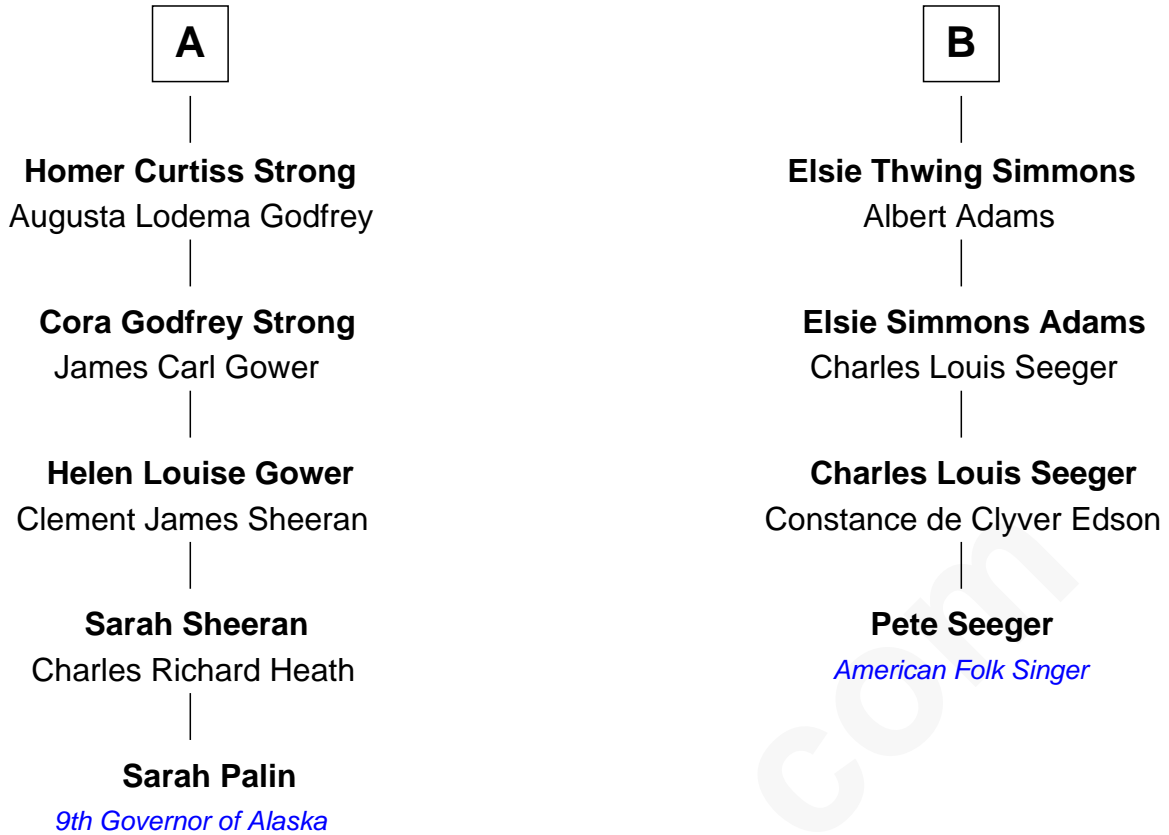 A
Homer Curtiss Strong
Augusta Lodema Godfrey
Cora Godfrey Strong
James Carl Gower
Helen Louise Gower
Clement James Sheeran
Sarah Sheeran
Charles Richard Heath
Sarah Palin
9th Governor of Alaska
B
Elsie Thwing Simmons
Albert Adams
Elsie Simmons Adams
Charles Louis Seeger
Charles Louis Seeger
Constance de Clyver Edson
Pete Seeger
American Folk Singer
com